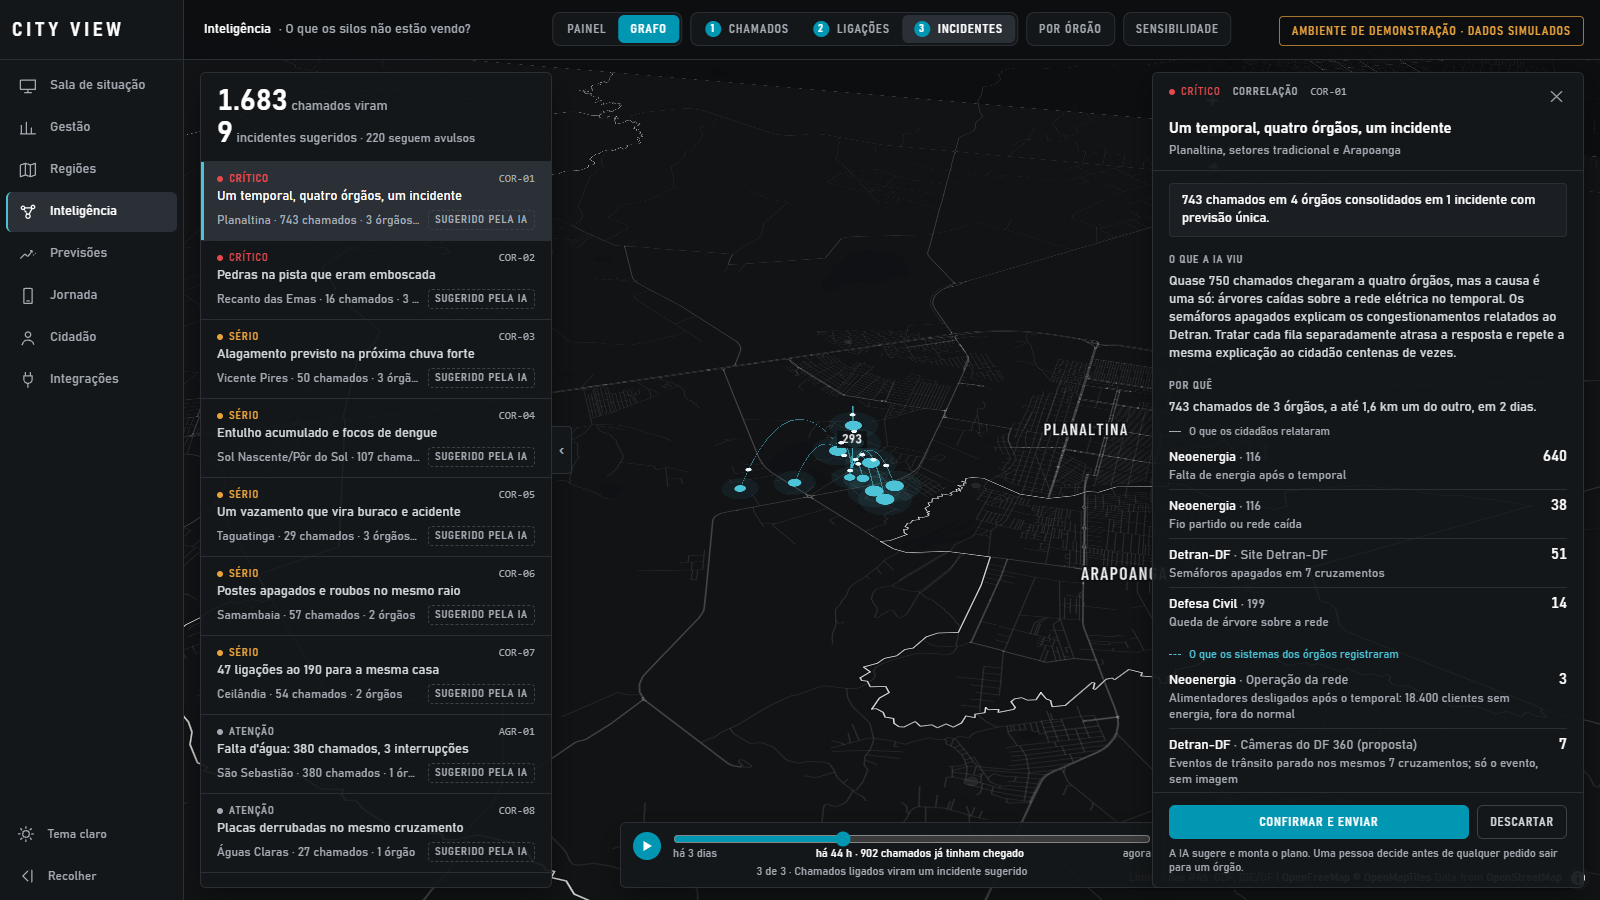 CITY VIEW
Inteligência · O que os silos não estão vendo?
PAINEL GRAFO
1 CHAMADOS 2 LIGAÇÕES 3 INCIDENTES
POR ÓRGÃO
SENSIBILIDADE
AMBIENTE DE DEMONSTRAÇÃO · DADOS SIMULADOS
Sala de situação
Gestão
Regiões
Inteligência
Previsões
Jornada
Cidadão
Integrações
Tema claro
Recolher
1.683 chamados viram
9 incidentes sugeridos · 220 seguem avulsos
CRÍTICO COR-01
Um temporal, quatro órgãos, um incidente
Planaltina · 743 chamados · 3 órgãos... SUGERIDO PELA IA
CRÍTICO COR-02
Pedras na pista que eram emboscada
Recanto das Emas · 16 chamados · 3 ... SUGERIDO PELA IA
SÉRIO COR-03
Alagamento previsto na próxima chuva forte
Vicente Pires · 50 chamados · 3 órgã... SUGERIDO PELA IA
SÉRIO COR-04
Entulho acumulado e focos de dengue
Sol Nascente/Pôr do Sol · 107 chama... SUGERIDO PELA IA
SÉRIO COR-05
Um vazamento que vira buraco e acidente
Taguatinga · 29 chamados · 3 órgãos... SUGERIDO PELA IA
SÉRIO COR-06
Postes apagados e roubos no mesmo raio
Samambaia · 57 chamados · 2 órgãos SUGERIDO PELA IA
SÉRIO COR-07
47 ligações ao 190 para a mesma casa
Ceilândia · 54 chamados · 2 órgãos SUGERIDO PELA IA
ATENÇÃO AGR-01
Falta d'água: 380 chamados, 3 interrupções
São Sebastião · 380 chamados · 1 ór... SUGERIDO PELA IA
ATENÇÃO COR-08
Placas derrubadas no mesmo cruzamento
Águas Claras · 27 chamados · 1 órgão SUGERIDO PELA IA
293
PLANALTINA
ARAPOANG
há 3 dias há 44 h · 902 chamados já tinham chegado agora
3 de 3 · Chamados ligados viram um incidente sugerido
CRÍTICO CORRELAÇÃO COR-01
Um temporal, quatro órgãos, um incidente
Planaltina, setores tradicional e Arapoanga
743 chamados em 4 órgãos consolidados em 1 incidente com
previsão única.
O QUE A IA VIU
Quase 750 chamados chegaram a quatro órgãos, mas a causa é
uma só: árvores caídas sobre a rede elétrica no temporal. Os
semáforos apagados explicam os congestionamentos relatados ao
Detran. Tratar cada fila separadamente atrasa a resposta e repete a
mesma explicação ao cidadão centenas de vezes.
POR QUÊ
743 chamados de 3 órgãos, a até 1,6 km um do outro, em 2 dias.
O que os cidadãos relataram
Neoenergia · 116 640
Falta de energia após o temporal
Neoenergia · 116 38
Fio partido ou rede caída
Detran-DF · Site Detran-DF 51
Semáforos apagados em 7 cruzamentos
Defesa Civil · 199 14
Queda de árvore sobre a rede
O que os sistemas dos órgãos registraram
Neoenergia · Operação da rede 3
Alimentadores desligados após o temporal: 18.400 clientes sem
energia, fora do normal
Detran-DF · Câmeras do DF 360 (proposta) 7
Eventos de trânsito parado nos mesmos 7 cruzamentos; só o evento,
sem imagem
CONFIRMAR E ENVIAR DESCARTAR
A IA sugere e monta o plano. Uma pessoa decide antes de qualquer pedido sair
para um órgão.
OpenFreeMap © OpenMapTiles Data from OpenStreetMap